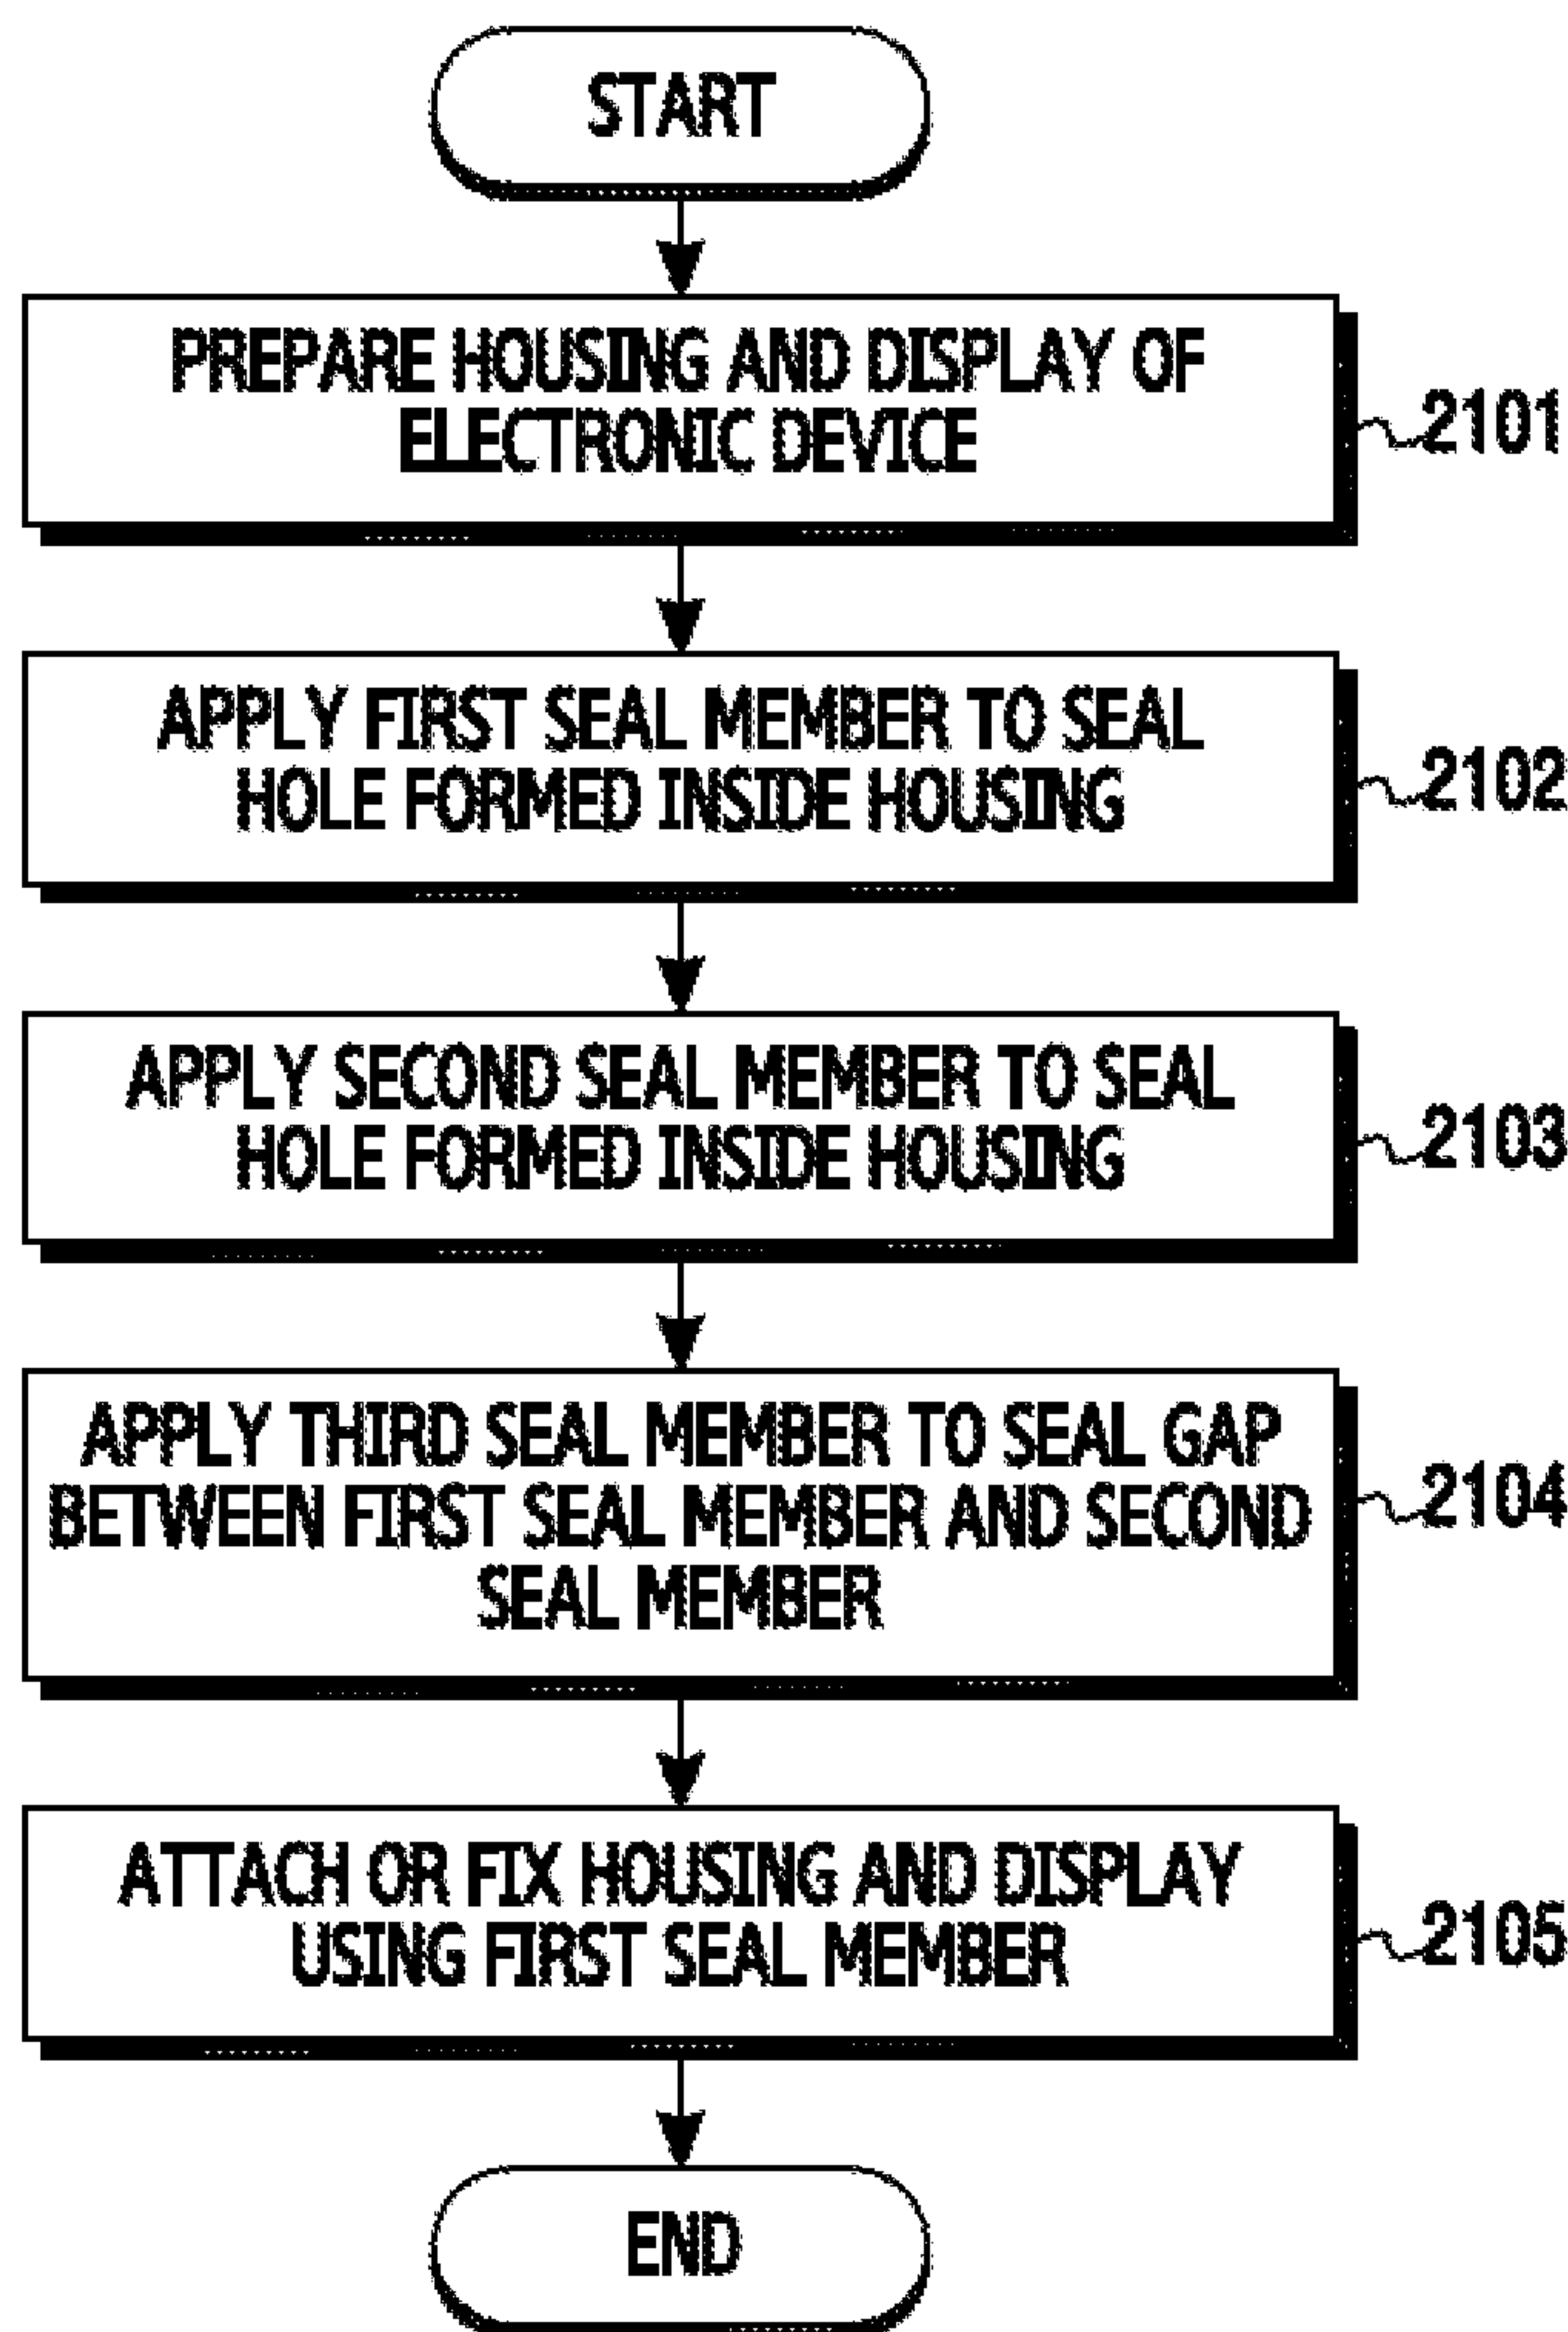 START
PREPARE HOUSING AND DISPLAY OF
ELECTRONIC DEVICE
2101
APPLY FIRST SEAL MEMBER TO SEAL
HOLE FORMED INSIDE HOUSING
2102
APPLY SECOND SEAL MEMBER TO SEAL
HOLE FORMED INSIDE HOUSING
2103
APPLY THIRD SEAL MEMBER TO SEAL GAP
BETWEEN FIRST SEAL MEMBER AND SECOND
SEAL MEMBER
2104
ATTACH OR FIX HOUSING AND DISPLAY
USING FIRST SEAL MEMBER
2105
END